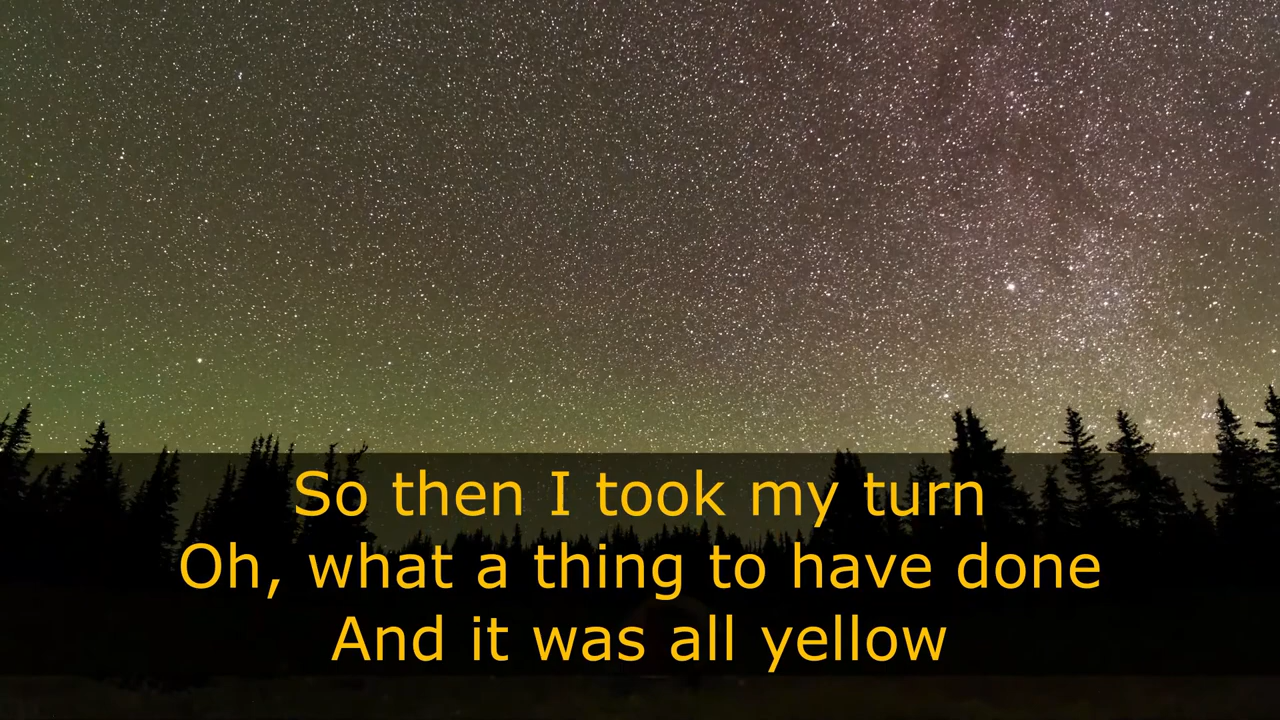 So then I took my turn
Oh, what a thing to have done
And it was all yellow